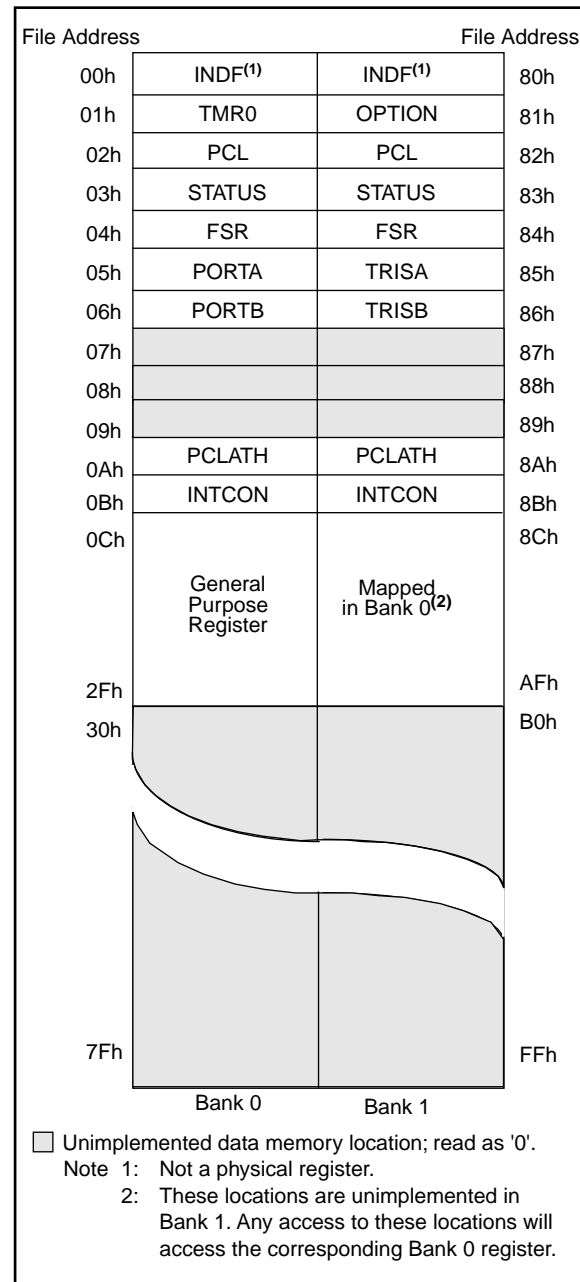 File Address File Address
00h INDF(1) INDF(1) 80h
01h TMR0 OPTION 81h
02h PCL PCL 82h
03h STATUS STATUS 83h
04h FSR FSR 84h
05h PORTA TRISA 85h
06h PORTB TRISB 86h
07h 87h
08h 88h
09h 89h
0Ah PCLATH PCLATH 8Ah
0Bh INTCON INTCON 8Bh
0Ch 8Ch
General Mapped
Purpose in Bank 0(2)
Register
2Fh AFh
30h B0h
7Fh FFh
Bank 0 Bank 1
Unimplemented data memory location; read as '0'.
Note 1: Not a physical register.
2: These locations are unimplemented in
Bank 1. Any access to these locations will
access the corresponding Bank 0 register.